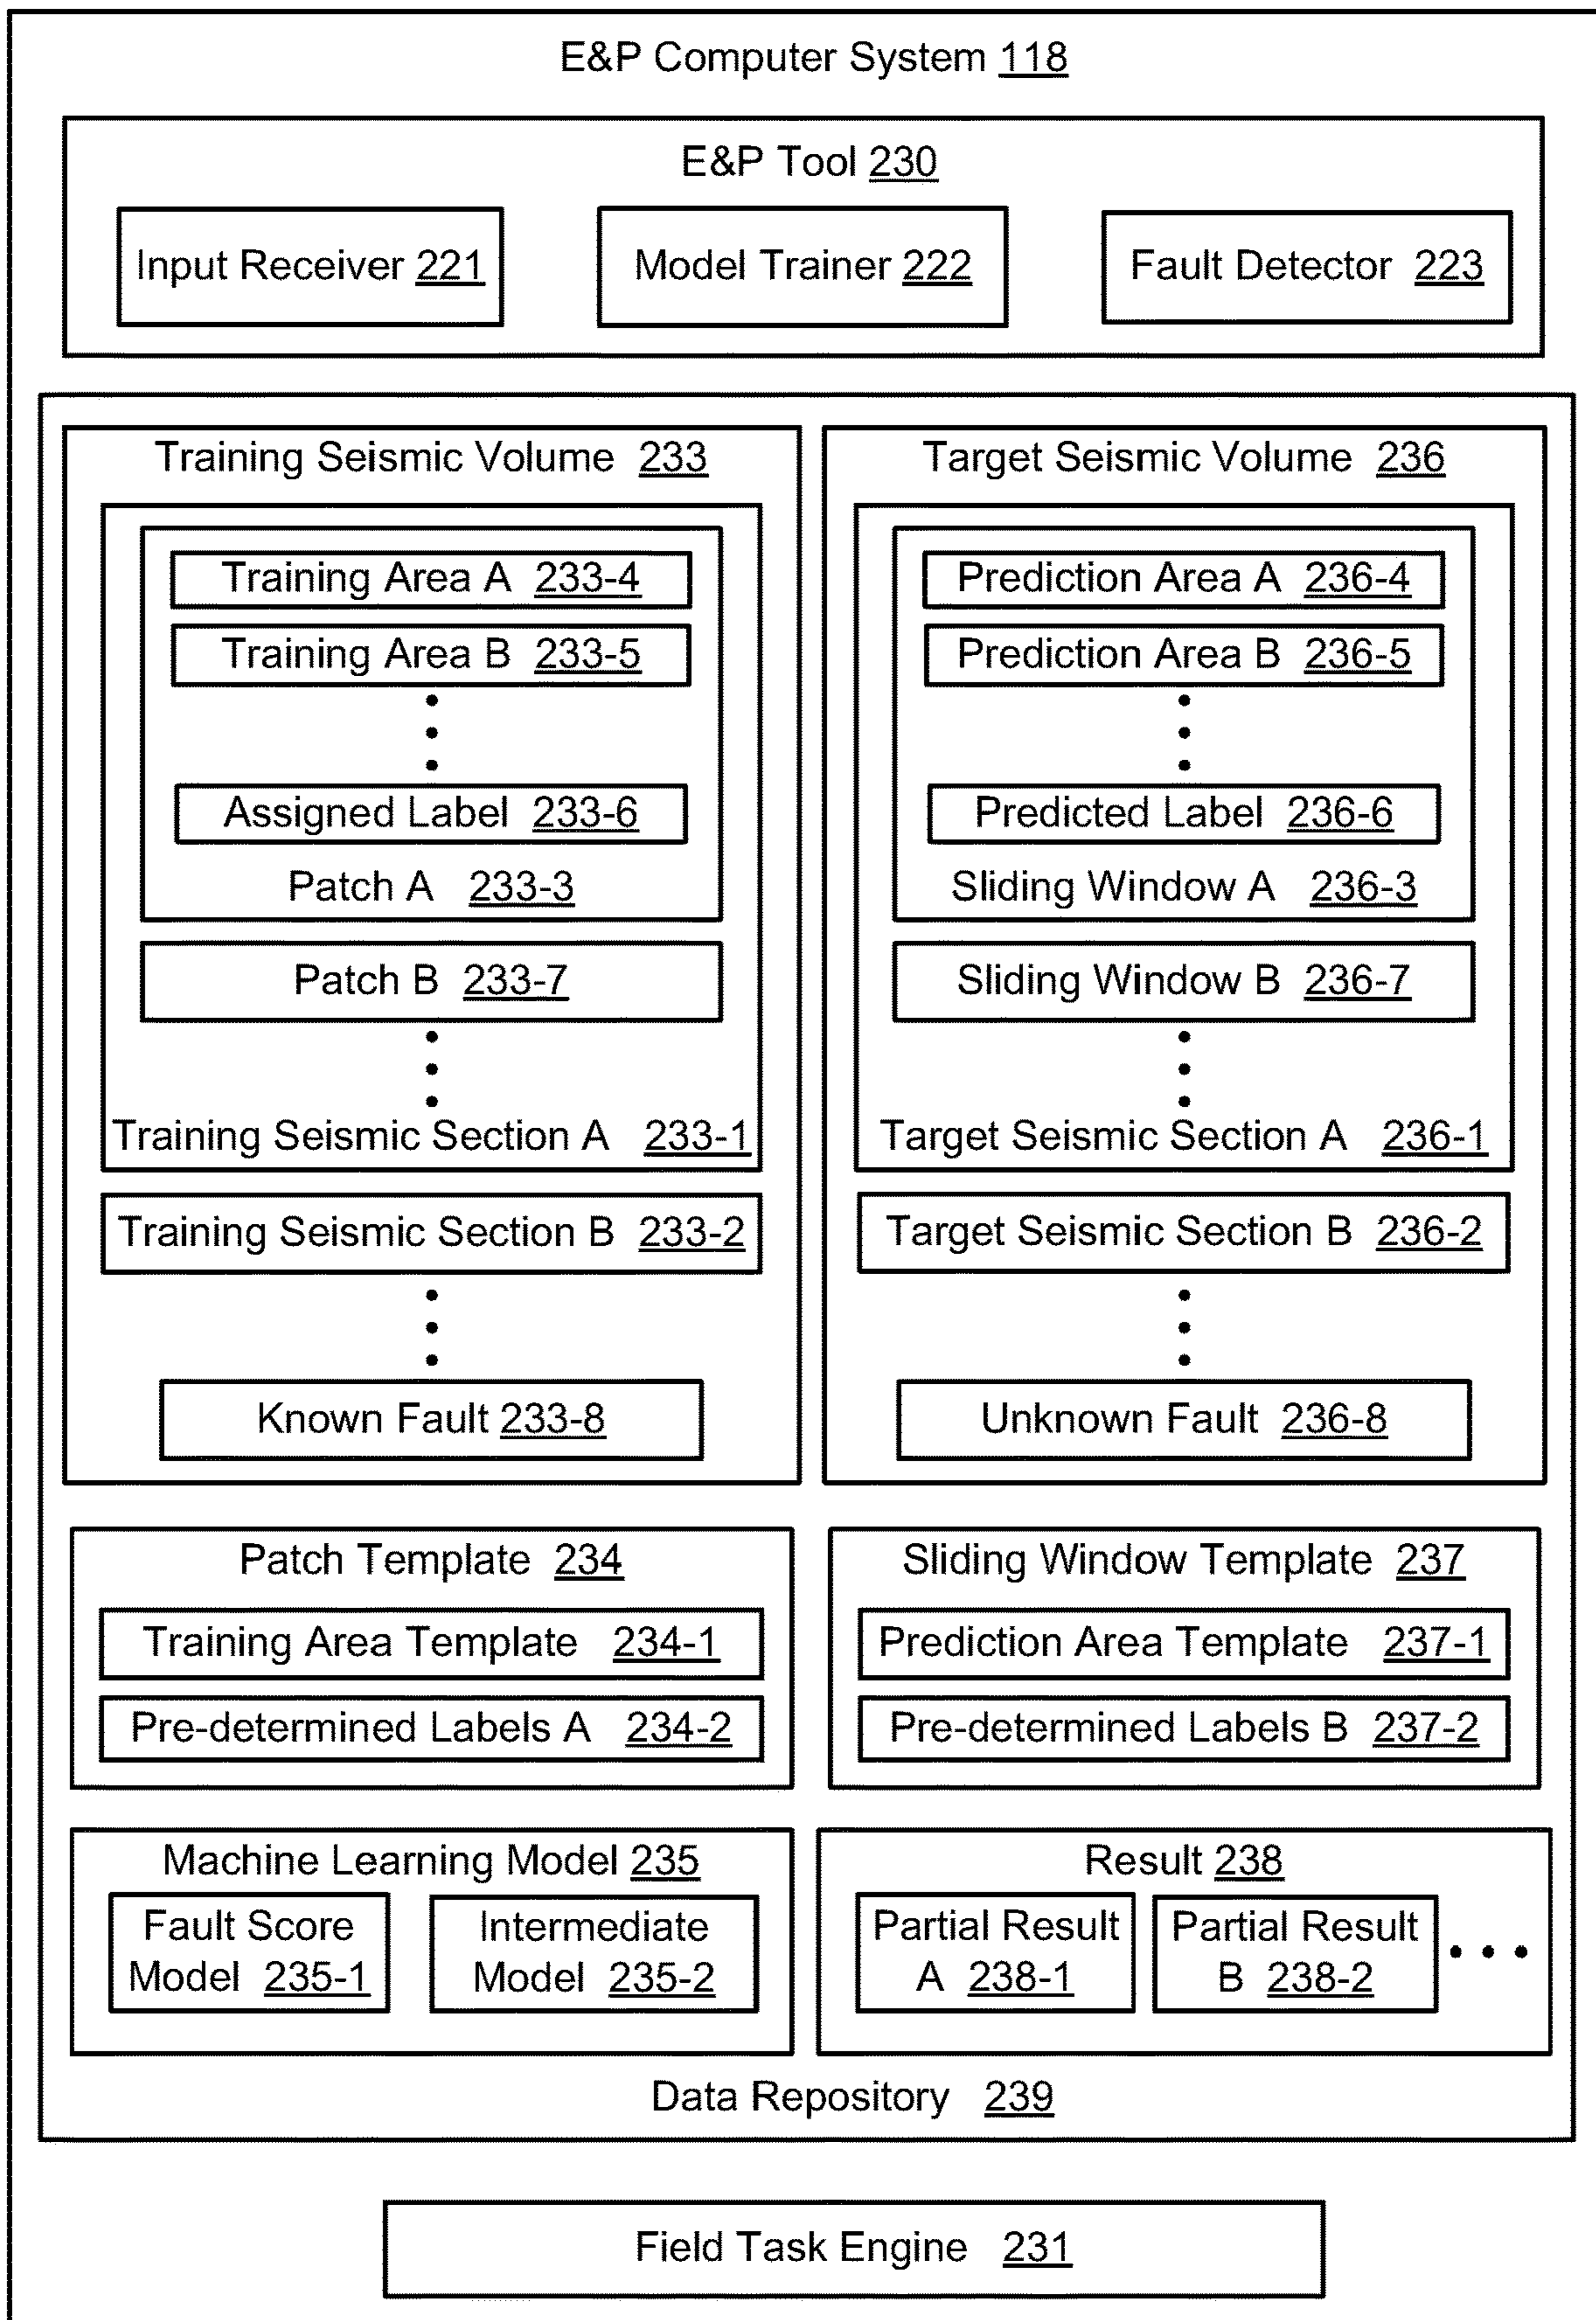 E&P Computer System 118
E&P Tool 230
Input Receiver 221
Model Trainer 222
Fault Detector 223
Training Seismic Volume 233
Training Area A 233-4
Training Area B 233-5
Assigned Label 233-6
Patch A 233-3
Patch B 233-7
Training Seismic Section A 233-1
Training Seismic Section B 233-2
Known Fault 233-8
Target Seismic Volume 236
Prediction Area A 236-4
Prediction Area B 236-5
Predicted Label 236-6
Sliding Window A 236-3
Sliding Window B 236-7
Target Seismic Section A 236-1
Target Seismic Section B 236-2
Unknown Fault 236-8
Patch Template 234
Training Area Template 234-1
Pre-determined Labels A 234-2
Sliding Window Template 237
Prediction Area Template 237-1
Pre-determined Labels B 237-2
Machine Learning Model 235
Fault Score
Model 235-1
Intermediate
Model 235-2
Result 238
Partial Result
A 238-1
Partial Result
B 238-2
Data Repository 239
Field Task Engine 231